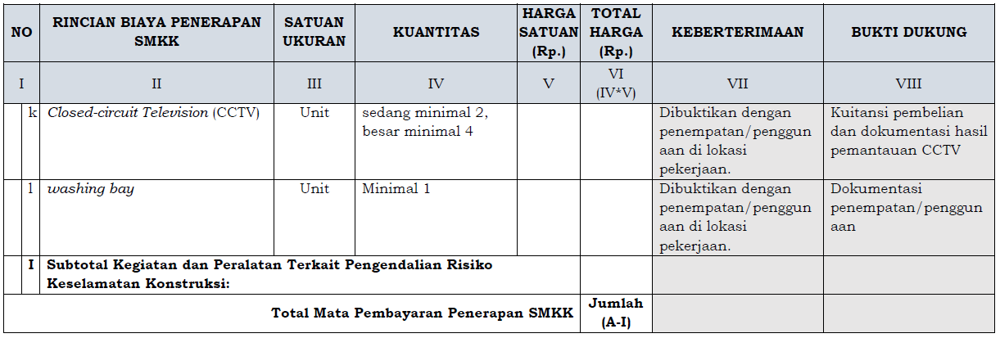 NO
RINCIAN BIAYA PENERAPAN
SMKK
SATUAN
UKURAN
KUANTITAS
HARGA
SATUAN
(Rp.)
TOTAL
HARGA
(Rp.)
KEBERTERIMAAN
BUKTI DUKUNG
I
II
III
IV
V
VI
(IV*V)
VII
VIII
k
Closed-circuit Television (CCTV)
Unit
sedang minimal 2,
besar minimal 4
Dibuktikan dengan
penempatan/penggun
aan di lokasi
pekerjaan.
Kuitansi pembelian
dan dokumentasi hasil
pemantauan CCTV
l
washing bay
Unit
Minimal 1
Dibuktikan dengan
penempatan/penggun
aan di lokasi
pekerjaan.
Dokumentasi
penempatan/penggun
aan
I
Subtotal Kegiatan dan Peralatan Terkait Pengendalian Risiko
Keselamatan Konstruksi:
Total Mata Pembayaran Penerapan SMKK
Jumlah
(A-I)